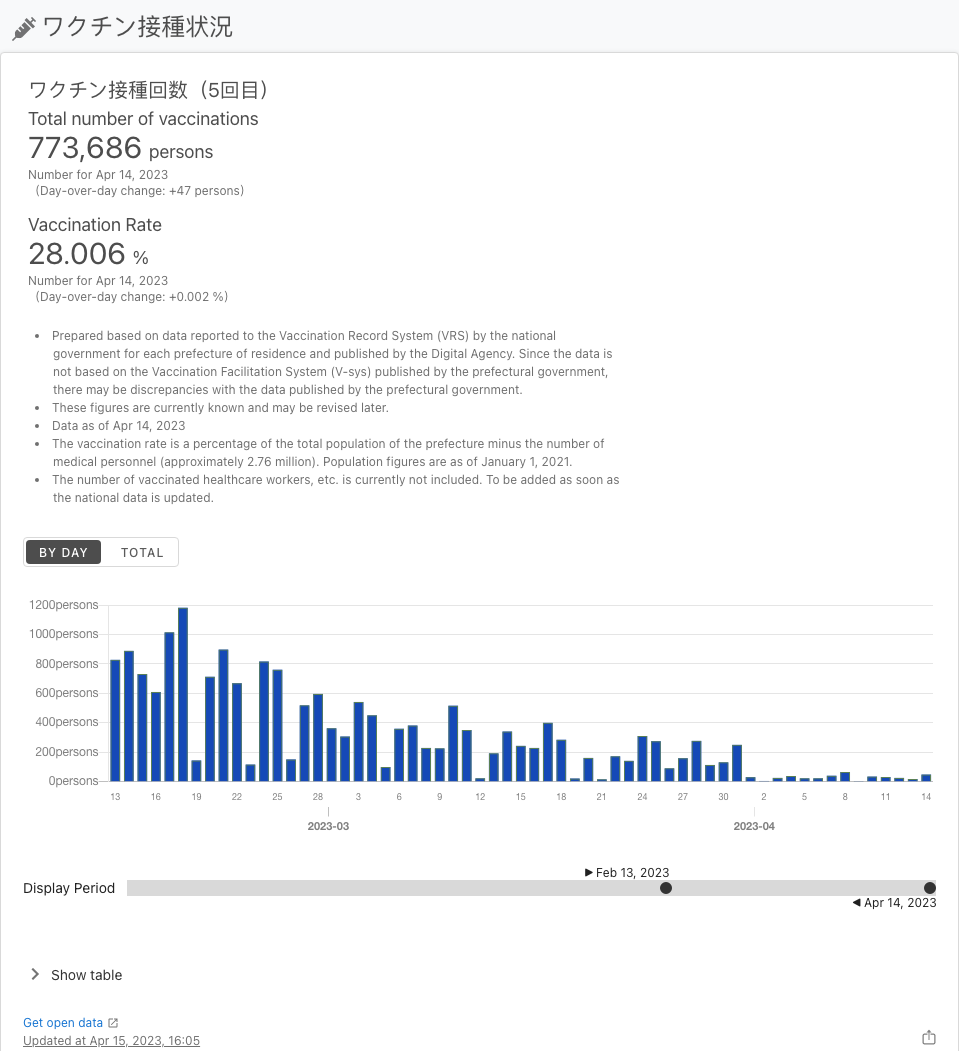 ワクチン接種状況
ワクチン接種回数（5回目）
Total number of vaccinations
773,686 persons
Number for Apr 14, 2023
(Day-over-day change: +47 persons)
Vaccination Rate
28.006 %
Number for Apr 14, 2023
(Day-over-day change: +0.002 %)
• Prepared based on data reported to the Vaccination Record System (VRS) by the national
government for each prefecture of residence and published by the Digital Agency. Since the data is
not based on the Vaccination Facilitation System (V-sys) published by the prefectural government,
there may be discrepancies with the data published by the prefectural government.
• These figures are currently known and may be revised later.
• Data as of Apr 14, 2023
• The vaccination rate is a percentage of the total population of the prefecture minus the number of
medical personnel (approximately 2.76 million). Population figures are as of January 1, 2021.
• The number of vaccinated healthcare workers, etc. is currently not included. To be added as soon as
the national data is updated.
BY DAY TOTAL
1200persons
1000persons
800persons
600persons
400persons
200persons
0persons
13 16 19 22 25 28 3 6 9 12 15 18 21 24 27 30 2 5 8 11 14
2023-03 2023-04
Feb 13, 2023
Display Period
Apr 14, 2023
Show table
Get open data
Updated at Apr 15, 2023, 16:05